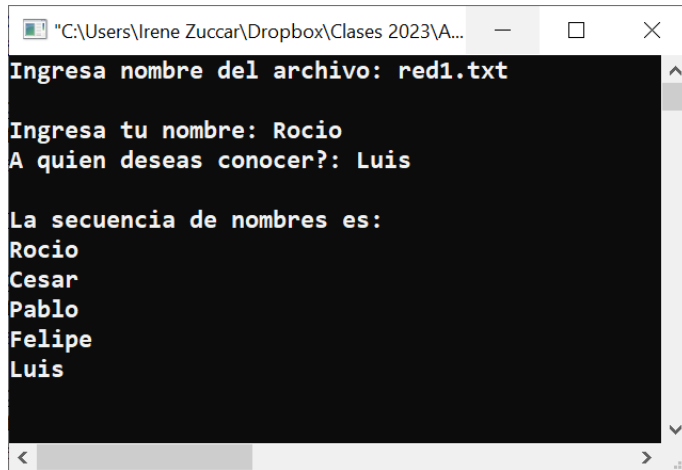 "C:\Users\Irene Zuccar\Dropbox\Clases 2023\A...
Ingresa nombre del archivo: red1.txt
Ingresa tu nombre: Rocio
A quien deseas conocer?: Luis
La secuencia de nombres es:
Rocio
Cesar
Pablo
Felipe
Luis